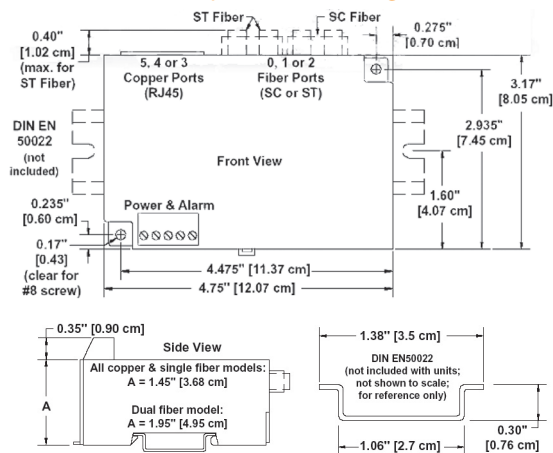 ST Fiber
SC Fiber
0.40"
[1.02 cm]
(max. for
ST Fiber)
0.275"
[0.70 cm]
5, 4 or 3
Copper Ports
(RJ45)
0, 1 or 2
Fiber Ports
(SC or ST)
3.17"
[8.05 cm]
2.935"
[7.45 cm]
DIN EN
50022
(not
included)
Front View
1.60"
[4.07 cm]
0.235"
[0.60 cm]
Power & Alarm
0.17"
[0.43]
(clear for
#8 screw)
4.475" [11.37 cm]
4.75" [12.07 cm]
0.35" [0.90 cm]
Side View
All copper & single fiber models:
A = 1.45" [3.68 cm]
A
Dual fiber model:
A = 1.95" [4.95 cm]
1.38" [3.5 cm]
DIN EN50022
(not included with units;
not shown to scale;
for reference only)
0.30"
[0.76 cm]
1.06" [2.7 cm]